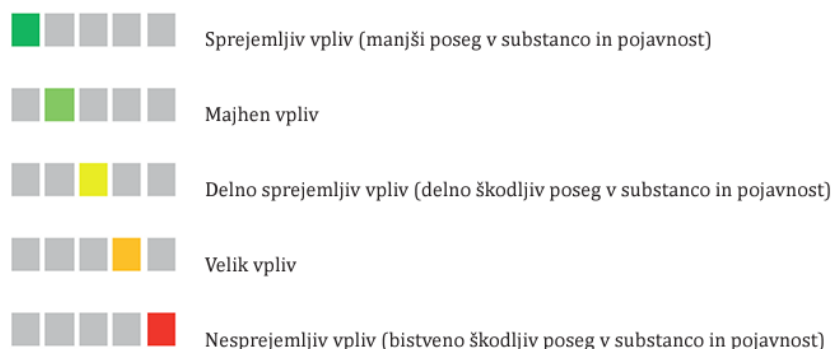 Sprejemljiv vpliv (manjši poseg v substanco in pojavnost)
Majhen vpliv
Delno sprejemljiv vpliv (delno škodljiv poseg v substanco in pojavnost)
Velik vpliv
Nesprejemljiv vpliv (bistveno škodljiv poseg v substanco in pojavnost)